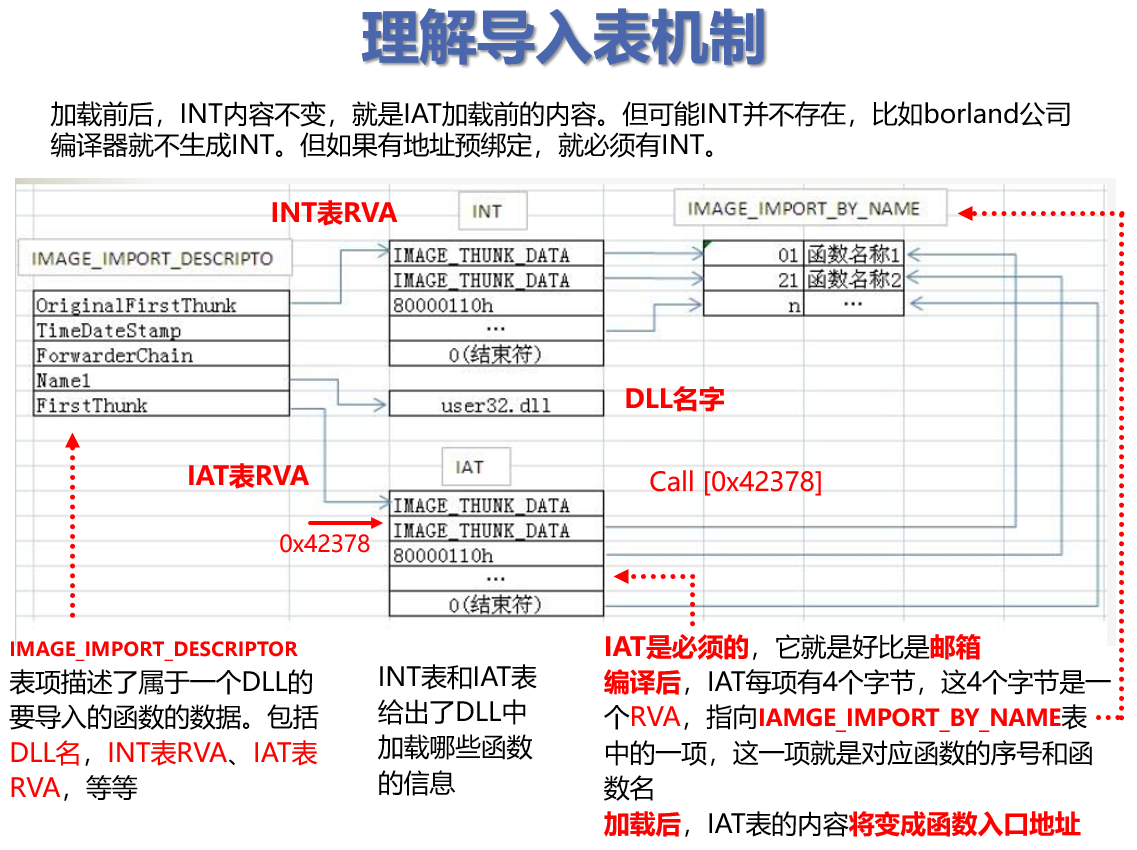 理解导入表机制
加载前后，INT内容不变，就是IAT加载前的内容。但可能INT并不存在，比如borland公司
编译器就不生成INT。但如果有地址预绑定，就必须有INT。
INT表RVA
INT
IMAGE_IMPORT_BY_NAME
IMAGE_IMPORT_DESCRIPTO
IMAGE_THUNK_DATA
01 函数名称1
IMAGE_THUNK_DATA
21 函数名称2
OriginalFirstThunk
80000110h
n …
TimeDateStamp
…
ForwarderChain
0(结束符)
Name1
FirstThunk
user32.dll
DLL名字
IAT表RVA
IAT
Call [0x42378]
IMAGE_THUNK_DATA
IMAGE_THUNK_DATA
0x42378
80000110h
…
0(结束符)
IMAGE_IMPORT_DESCRIPTOR
表项描述了属于一个DLL的
要导入的函数的数据。包括
DLL名，INT表RVA、IAT表
RVA，等等
INT表和IAT表
给出了DLL中
加载哪些函数
的信息
IAT是必须的，它就是好比是邮箱
编译后，IAT每项有4个字节，这4个字节是一
个RVA，指向IAMGE_IMPORT_BY_NAME表
中的一项，这一项就是对应函数的序号和函
数名
加载后，IAT表的内容将变成函数入口地址